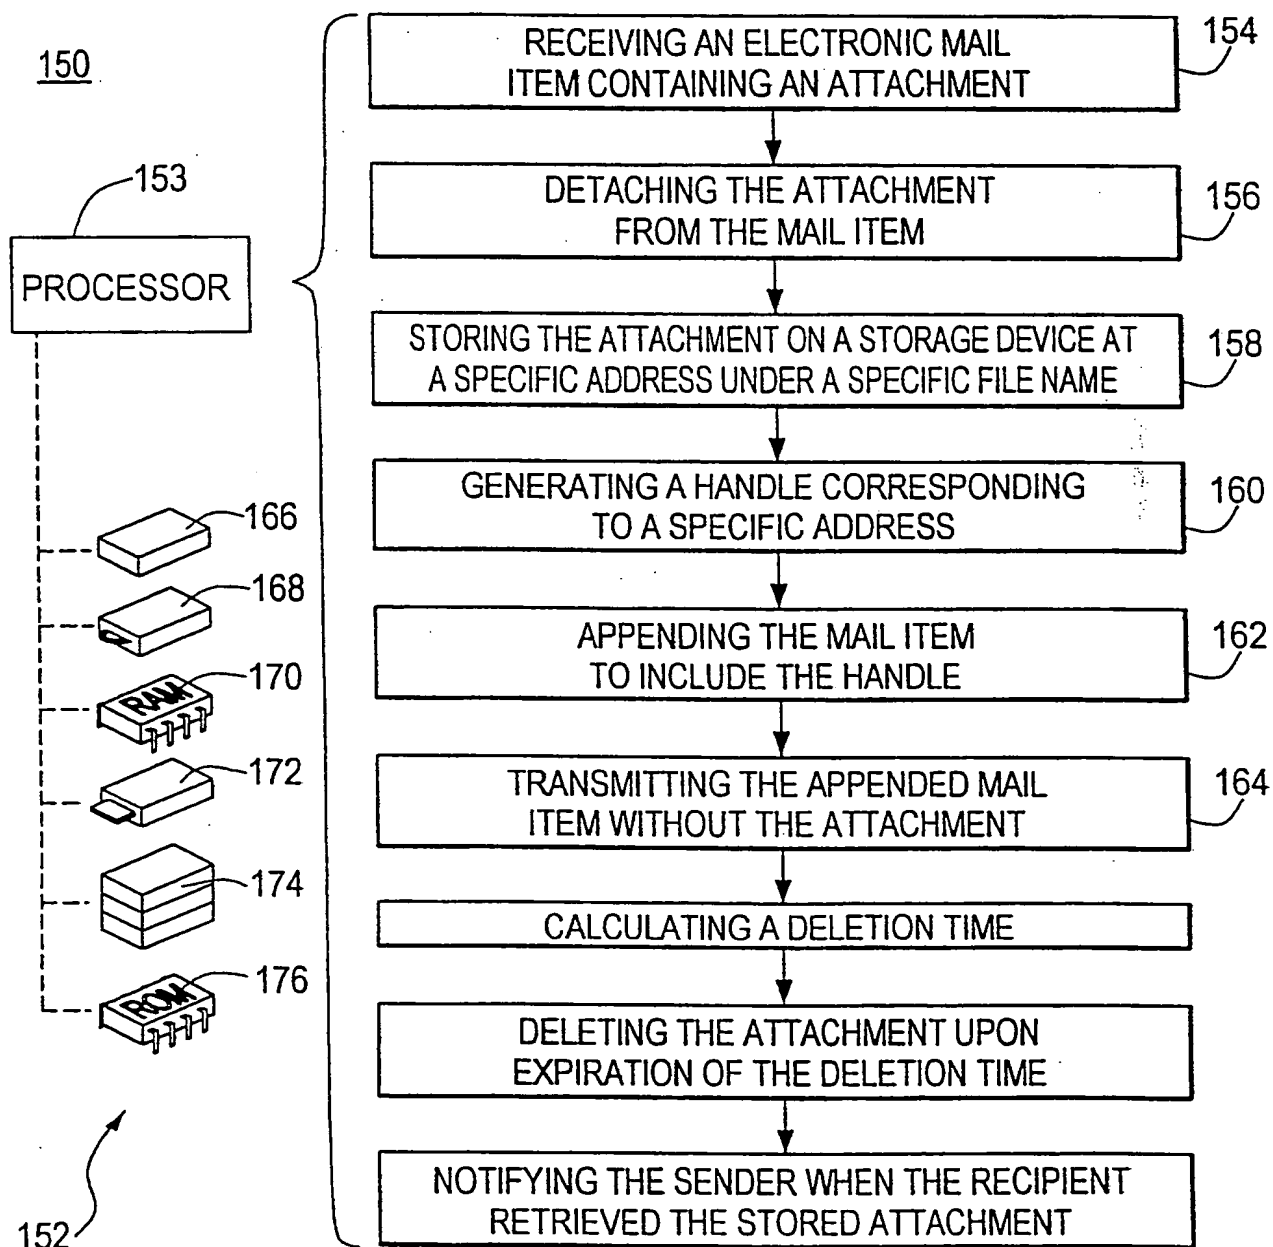 150
153
PROCESSOR
166
168
RAM
170
172
174
ROM
176
152
RECEIVING AN ELECTRONIC MAIL
ITEM CONTAINING AN ATTACHMENT
154
DETACHING THE ATTACHMENT
FROM THE MAIL ITEM
156
STORING THE ATTACHMENT ON A STORAGE DEVICE AT
A SPECIFIC ADDRESS UNDER A SPECIFIC FILE NAME
158
GENERATING A HANDLE CORRESPONDING
TO A SPECIFIC ADDRESS
160
APPENDING THE MAIL ITEM
TO INCLUDE THE HANDLE
162
TRANSMITTING THE APPENDED MAIL
ITEM WITHOUT THE ATTACHMENT
164
CALCULATING A DELETION TIME
DELETING THE ATTACHMENT UPON
EXPIRATION OF THE DELETION TIME
NOTIFYING THE SENDER WHEN THE RECIPIENT
RETRIEVED THE STORED ATTACHMENT